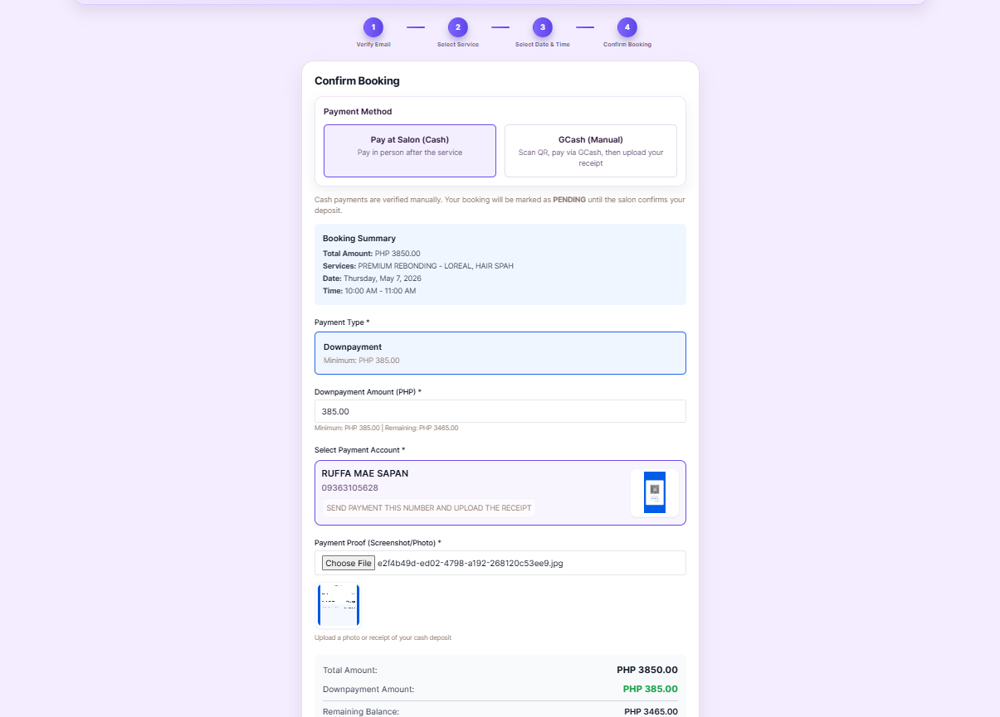 1
2
3
4
Verify Email
Select Service
Select Date & Time
Confirm Booking
Confirm Booking
Payment Method
Pay at Salon (Cash)
Pay in person after the service
GCash (Manual)
Scan QR, pay via GCash, then upload your
receipt
Cash payments are verified manually. Your booking will be marked as PENDING until the salon confirms your
deposit.
Booking Summary
Total Amount: PHP 3850.00
Services: PREMIUM REBONDING - LOREAL, HAIR SPAH
Date: Thursday, May 7, 2026
Time: 10:00 AM - 11:00 AM
Payment Type *
Downpayment
Minimum: PHP 385.00
Downpayment Amount (PHP) *
385.00
Minimum: PHP 385.00 | Remaining: PHP 3465.00
Select Payment Account *
RUFFA MAE SAPAN
09363105628
SEND PAYMENT THIS NUMBER AND UPLOAD THE RECEIPT
Payment Proof (Screenshot/Photo) *
Choose File e2f4b49d-ed02-4798-a192-268120c53ee9.jpg
Upload a photo or receipt of your cash deposit
Total Amount: PHP 3850.00
Downpayment Amount: PHP 385.00
Remaining Balance: PHP 3465.00